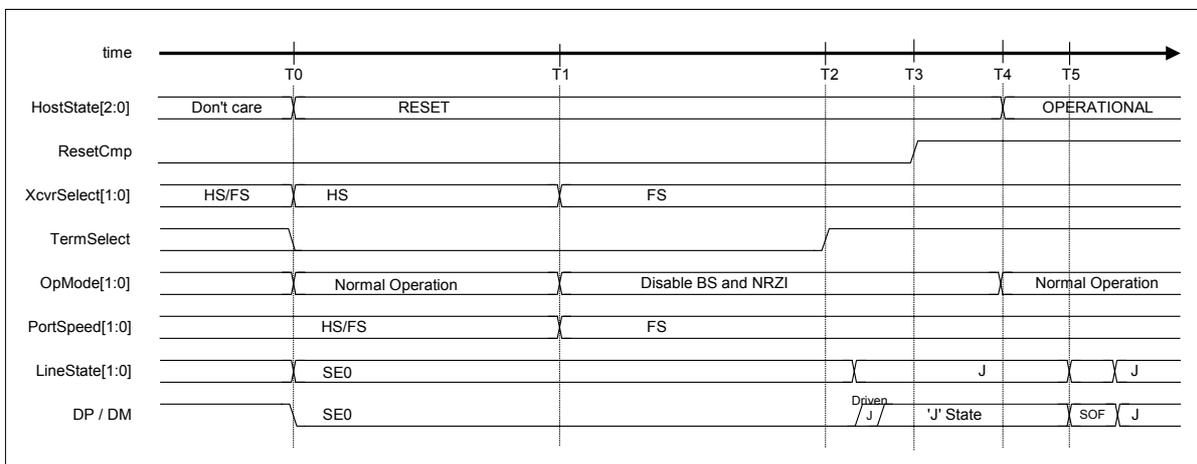 time
T0 T1 T2 T3 T4 T5
HostState[2:0] Don't care RESET OPERATIONAL
ResetCmp
XcvrSelect[1:0] HS/FS HS FS
TermSelect
OpMode[1:0] Normal Operation Disable BS and NRZI Normal Operation
PortSpeed[1:0] HS/FS FS
LineState[1:0] SE0 J J
Driven
DP / DM SE0 J 'J' State SOF J